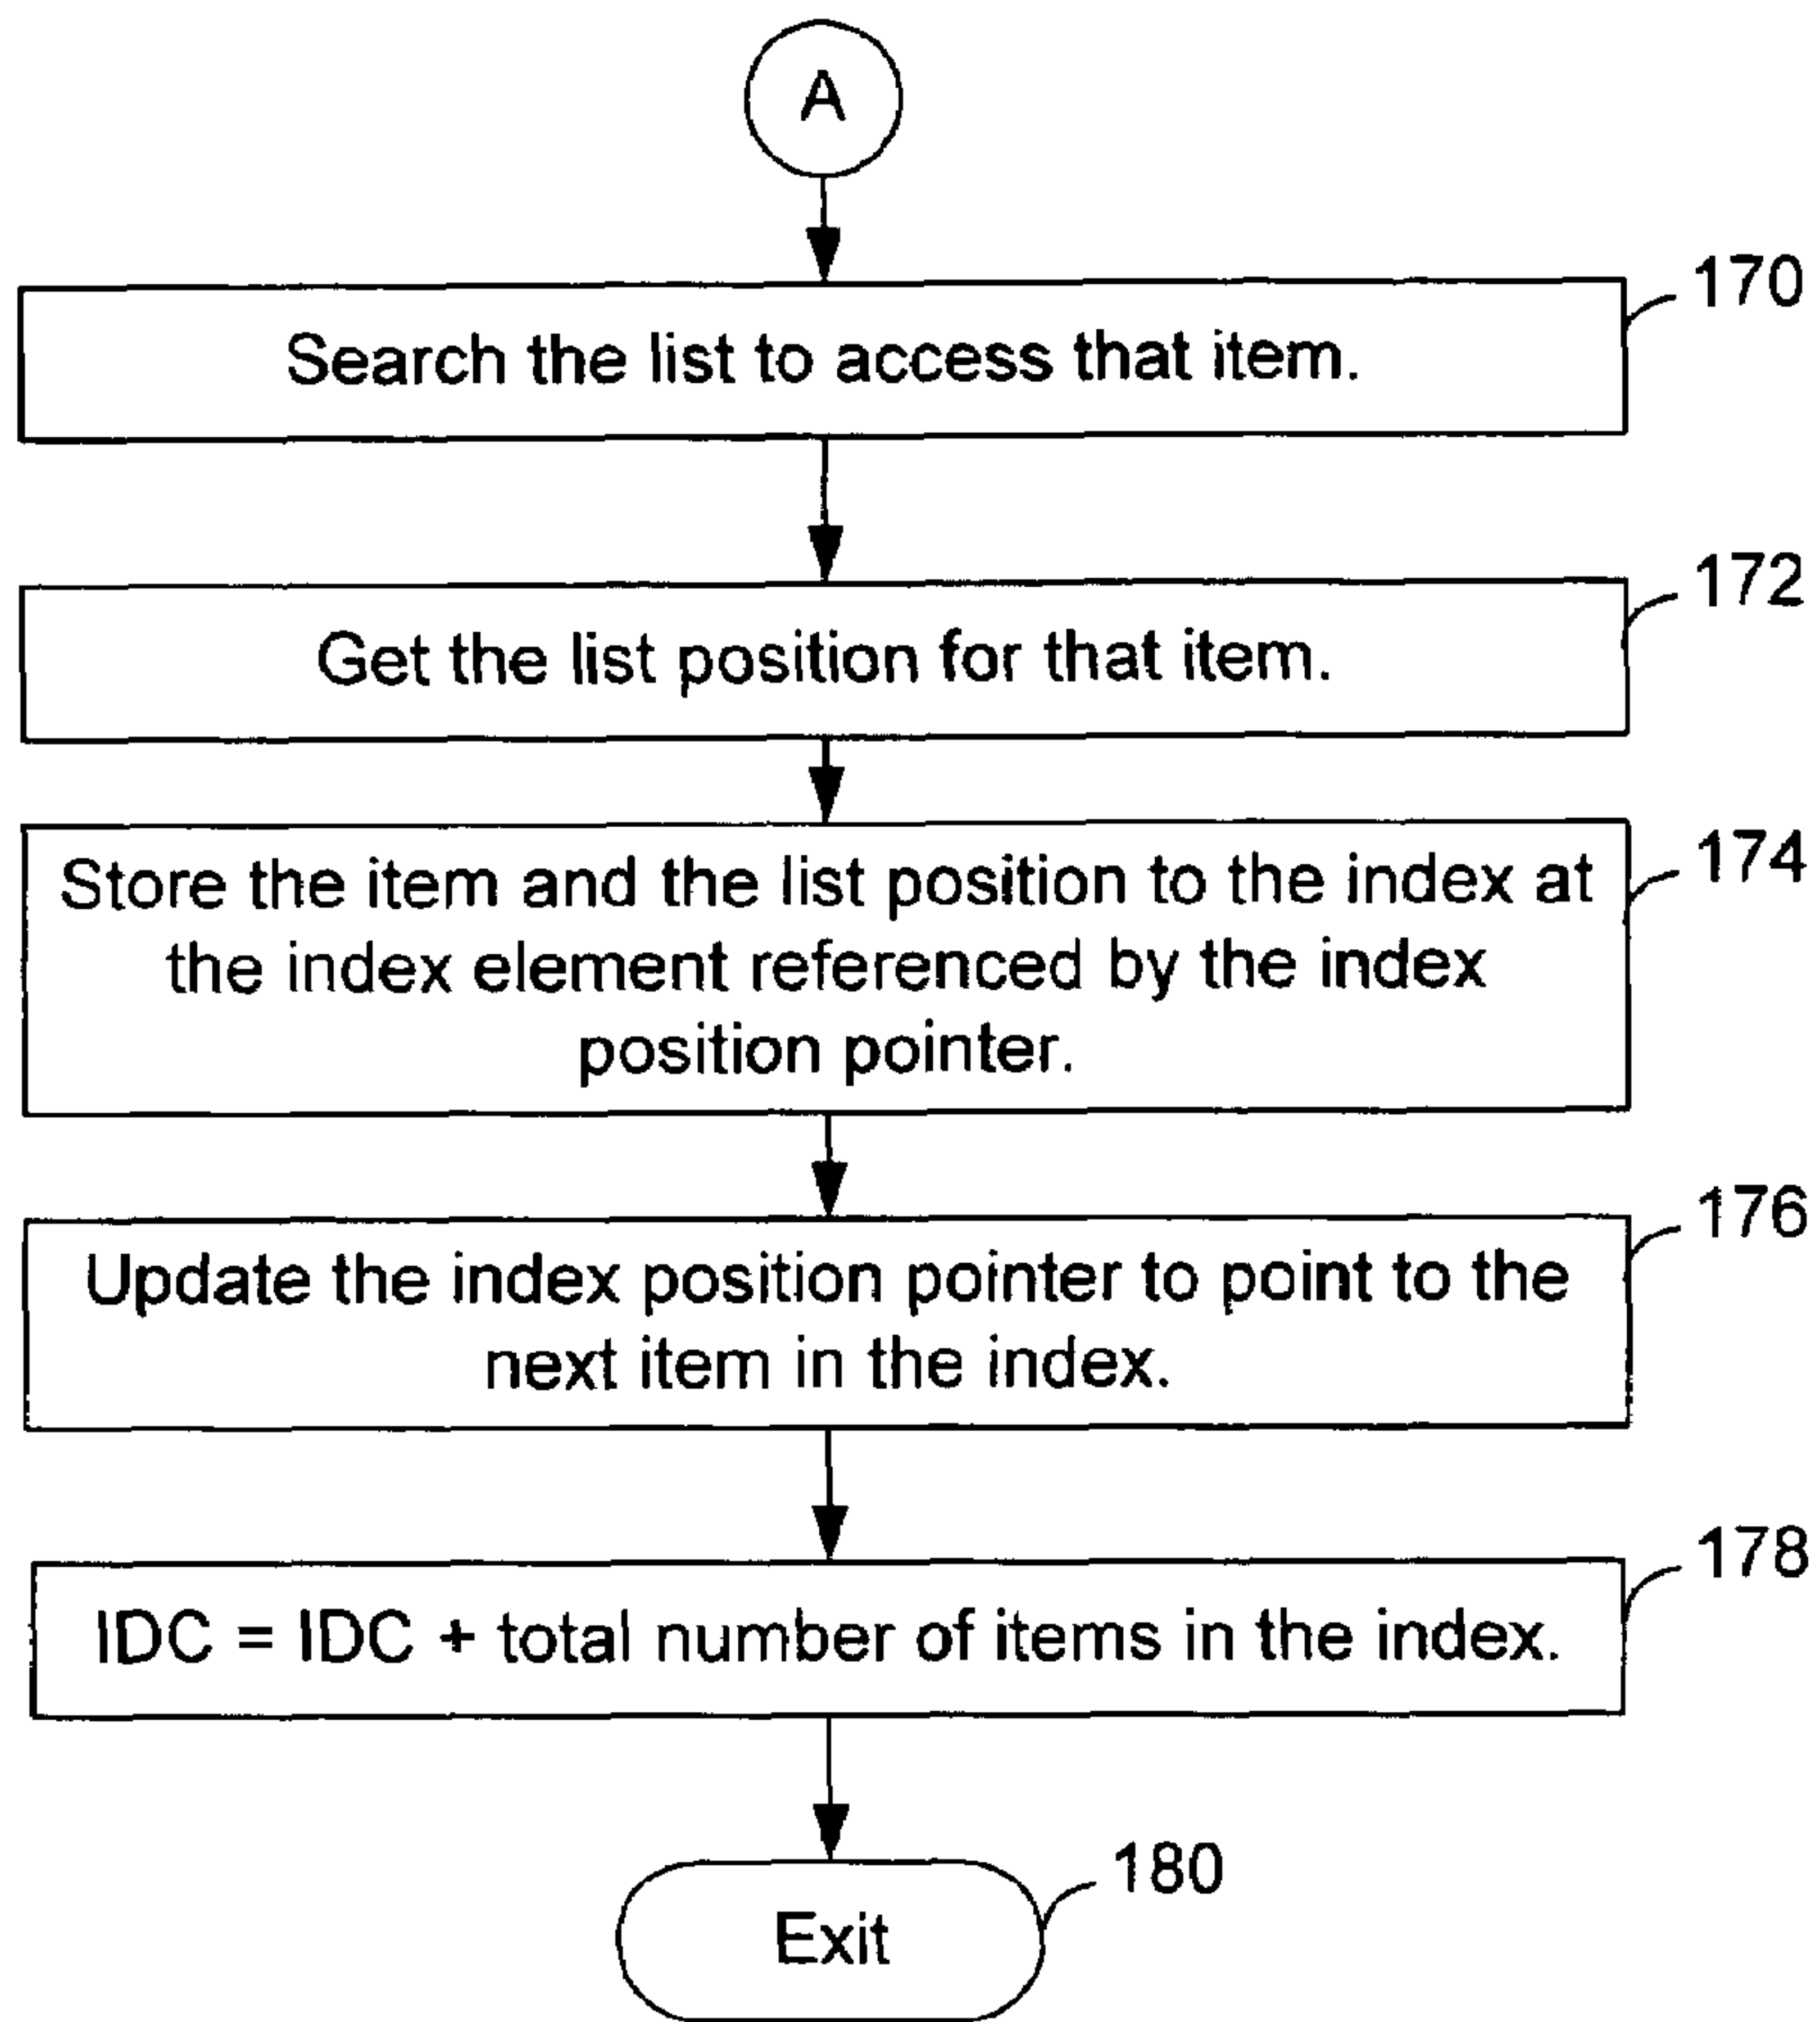 A
170
Search the list to access that item.
172
Get the list position for that item.
174
Store the item and the list position to the index at
the index element referenced by the index
position pointer.
176
Update the index position pointer to point to the
next item in the index.
178
IDC = IDC + total number of items in the index.
180
Exit